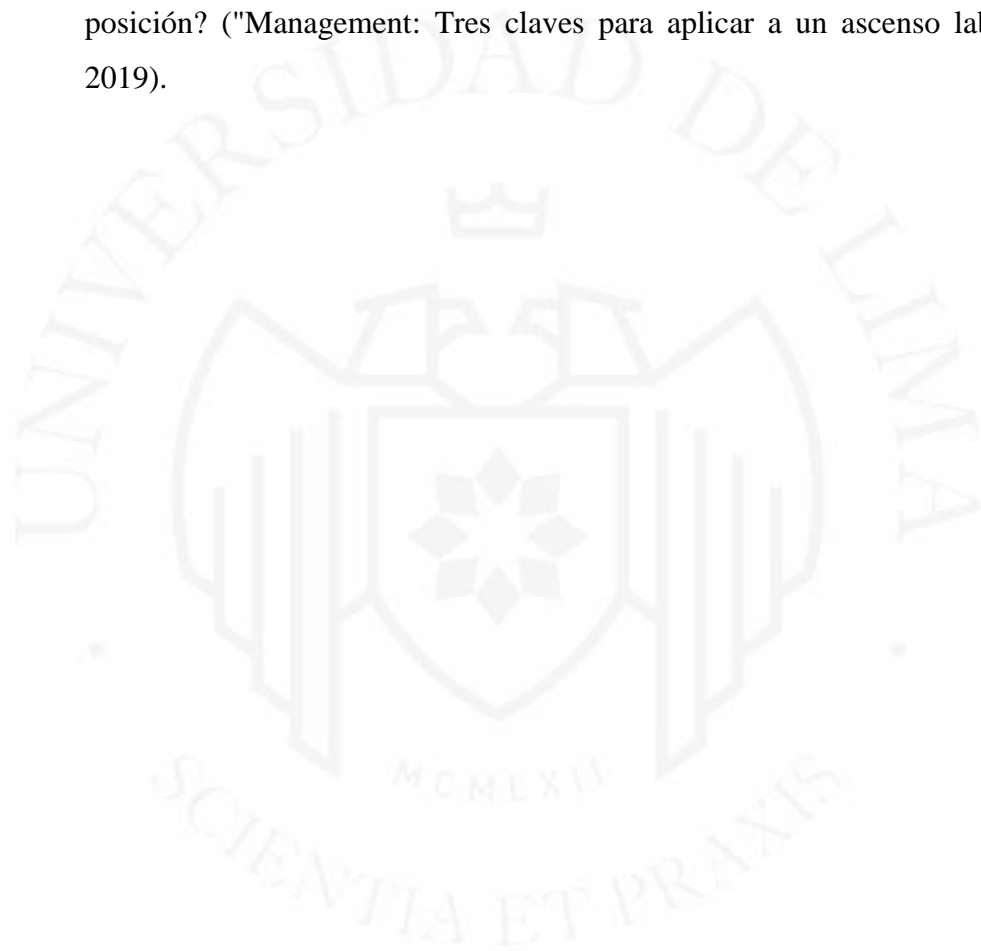 posición? ("Management: Tres claves para aplicar a un ascenso lab
2019).
UNIVERSIDAD DE LIMA
MCMLXII
SCIENTIA ET PRAXIS